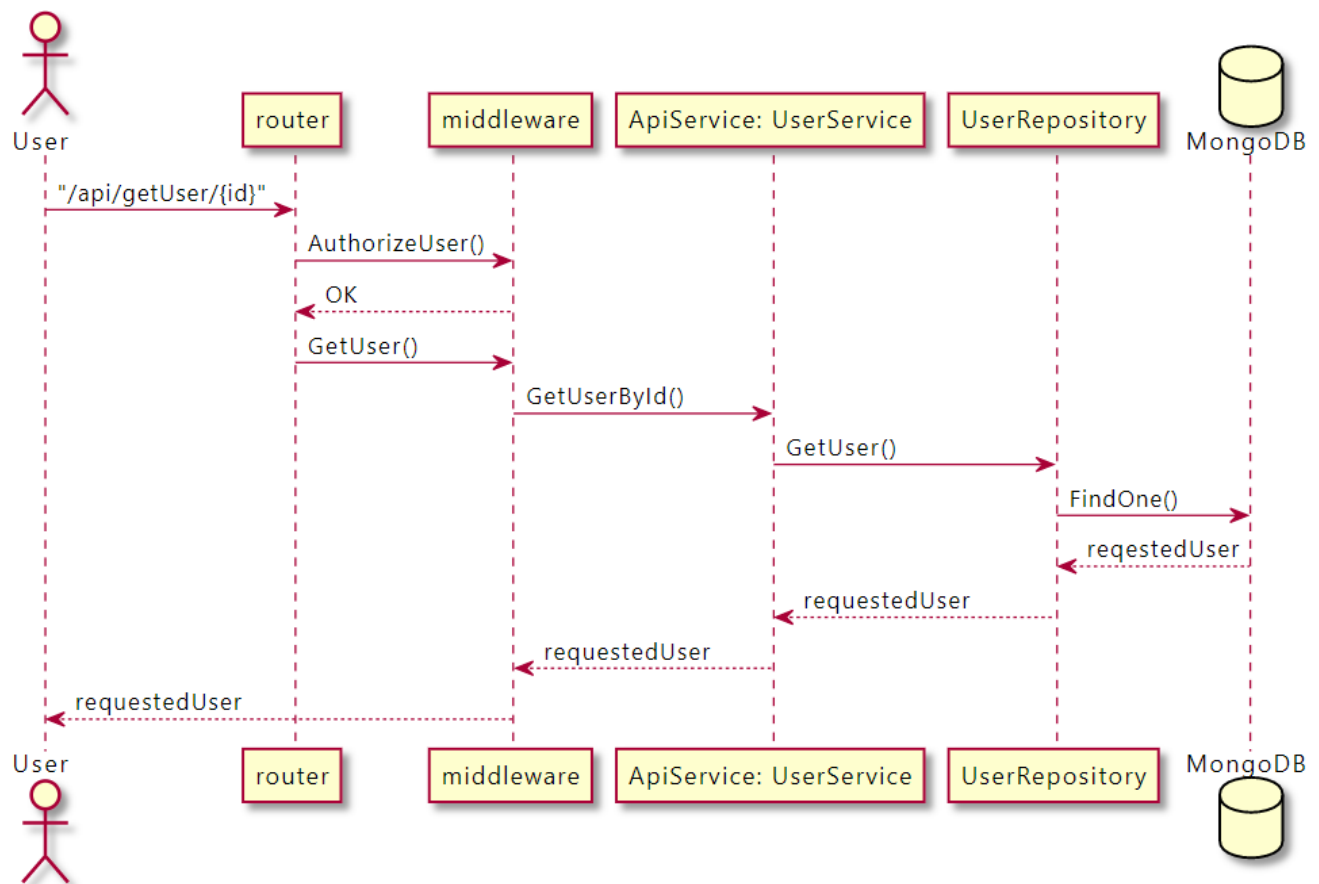 User
router
middleware
ApiService: UserService
UserRepository
MongoDB
"/api/getUser/{id}"
AuthorizeUser()
OK
GetUser()
GetUserById()
GetUser()
FindOne()
reqestedUser
requestedUser
requestedUser
requestedUser
User
router
middleware
ApiService: UserService
UserRepository
MongoDB